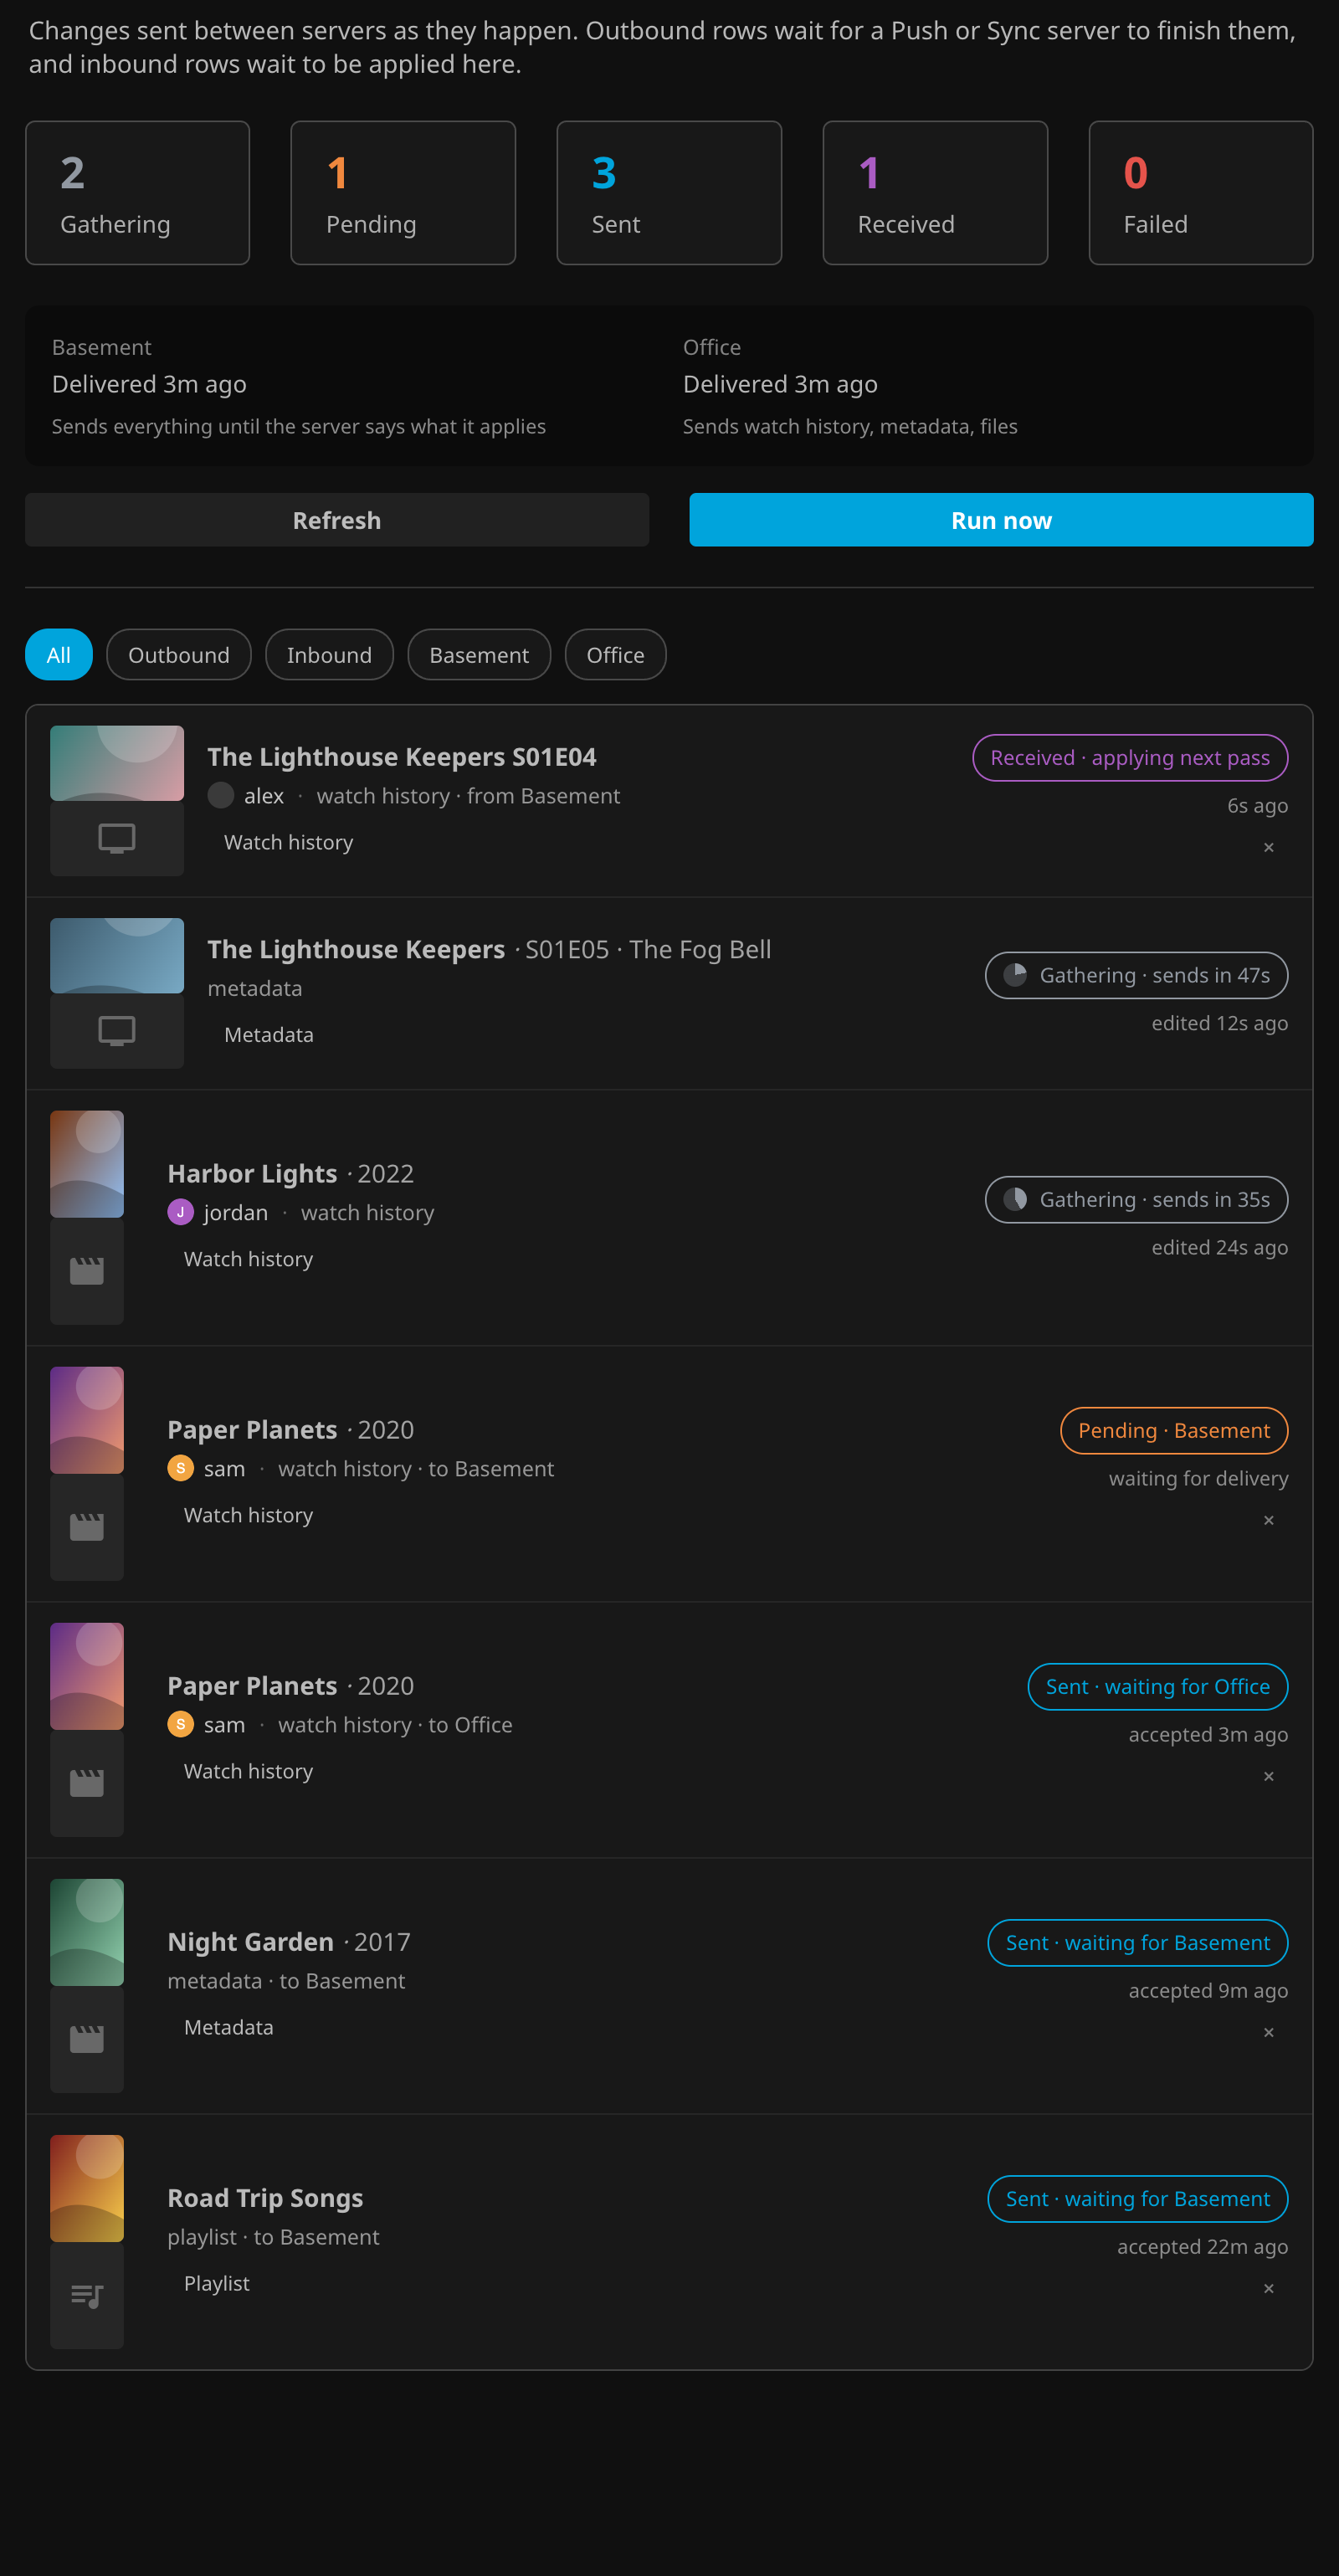 Changes sent between servers as they happen. Outbound rows wait for a Push or Sync server to finish them,
and inbound rows wait to be applied here.
2
Gathering
1
Pending
3
Sent
1
Received
0
Failed
Basement
Delivered 3m ago
Sends everything until the server says what it applies
Office
Delivered 3m ago
Sends watch history, metadata, files
Refresh
Run now
All
Outbound
Inbound
Basement
Office
The Lighthouse Keepers S01E04
alex · watch history · from Basement
Watch history
Received · applying next pass
6s ago
×
The Lighthouse Keepers · S01E05 · The Fog Bell
metadata
Metadata
Gathering · sends in 47s
edited 12s ago
Harbor Lights · 2022
J jordan · watch history
Watch history
Gathering · sends in 35s
edited 24s ago
Paper Planets · 2020
S sam · watch history · to Basement
Watch history
Pending · Basement
waiting for delivery
×
Paper Planets · 2020
S sam · watch history · to Office
Watch history
Sent · waiting for Office
accepted 3m ago
×
Night Garden · 2017
metadata · to Basement
Metadata
Sent · waiting for Basement
accepted 9m ago
×
Road Trip Songs
playlist · to Basement
Playlist
Sent · waiting for Basement
accepted 22m ago
×